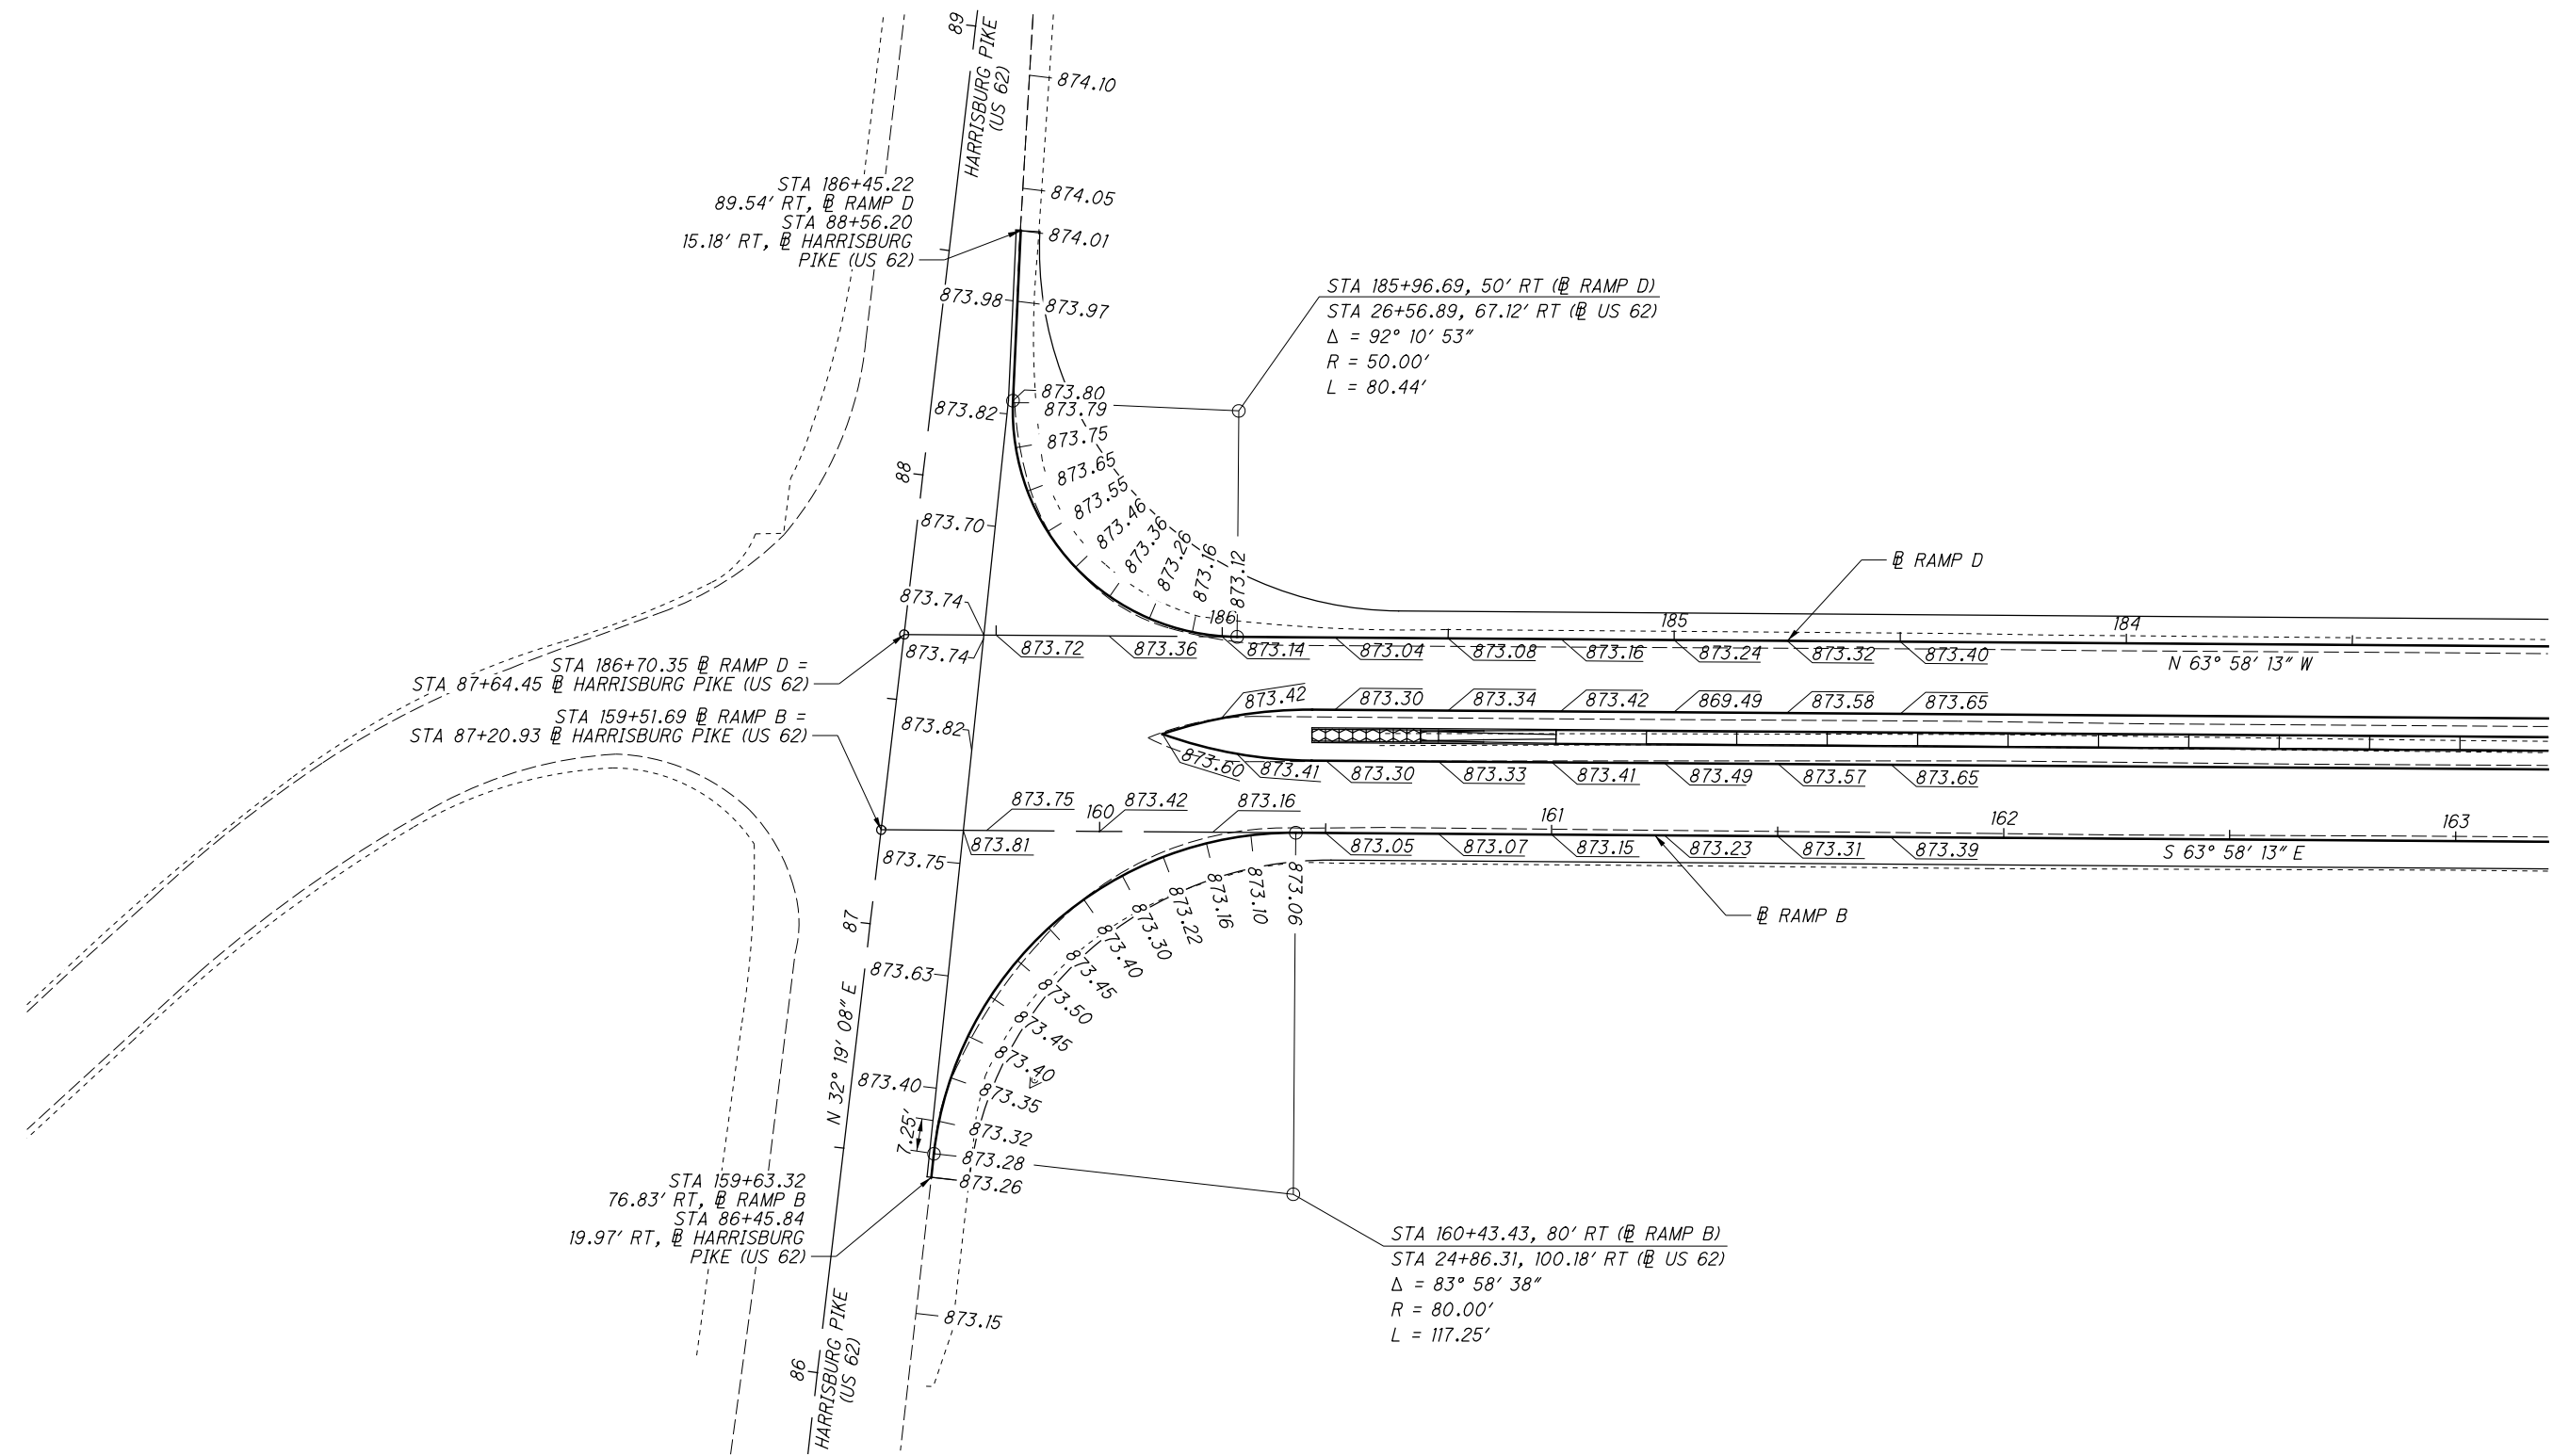 89
HARRISBURG PIKE
(US 62)
874.10
874.05
874.01
STA 186+45.22
89.54' RT, BL RAMP D
STA 88+56.20
15.18' RT, BL HARRISBURG
PIKE (US 62)
873.98
873.97
STA 185+96.69, 50' RT (BL RAMP D)
STA 26+56.89, 67.12' RT (BL US 62)
Δ = 92° 10' 53"
R = 50.00'
L = 80.44'
873.80
873.79
873.82
873.75
873.65
873.55
873.46
873.36
873.26
873.16
873.12
88
873.70
BL RAMP D
873.74
186
185
184
873.74
873.72
873.36
873.14
873.04
873.08
873.16
873.24
873.32
873.40
N 63° 58' 13" W
STA 186+70.35 BL RAMP D =
STA 87+64.45 BL HARRISBURG PIKE (US 62)
STA 159+51.69 BL RAMP B =
STA 87+20.93 BL HARRISBURG PIKE (US 62)
873.42
873.30
873.34
873.42
869.49
873.58
873.65
873.82
873.60
873.41
873.30
873.33
873.41
873.49
873.57
873.65
873.75
160
873.42
873.16
161
162
163
873.81
873.75
873.05
873.07
873.15
873.23
873.31
873.39
S 63° 58' 13" E
BL RAMP B
873.06
873.10
873.16
873.22
873.30
873.40
873.45
873.50
873.45
873.40
873.35
873.32
873.28
873.26
87
873.63
N 32° 19' 08" E
873.40
7.25'
STA 159+63.32
76.83' RT, BL RAMP B
STA 86+45.84
19.97' RT, BL HARRISBURG
PIKE (US 62)
STA 160+43.43, 80' RT (BL RAMP B)
STA 24+86.31, 100.18' RT (BL US 62)
Δ = 83° 58' 38"
R = 80.00'
L = 117.25'
873.15
86
HARRISBURG PIKE
(US 62)